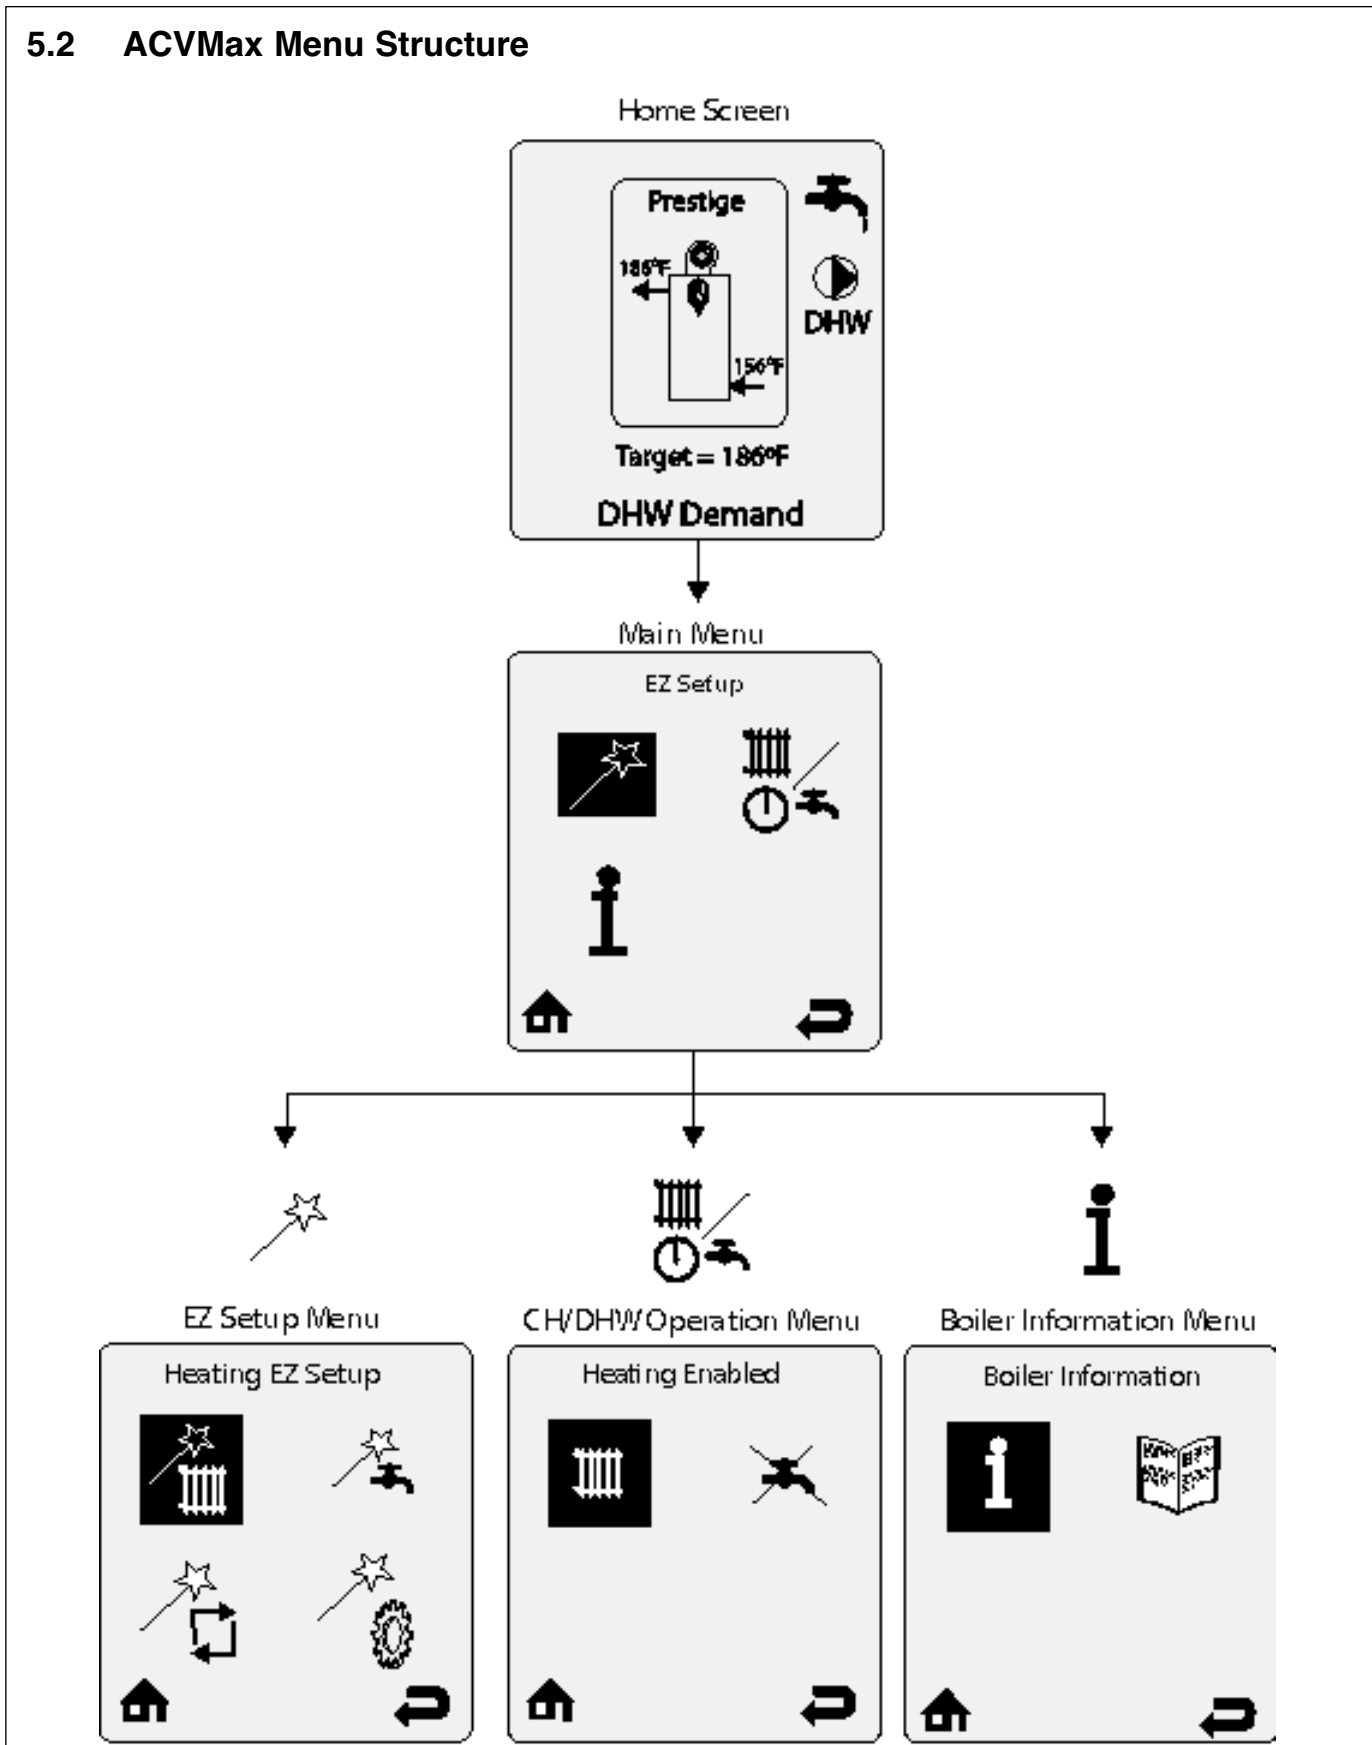 5.2 ACVMax Menu Structure
Home Screen
Prestige
186°F
156°F
DHW
Target = 186ºF
DHW Demand
Main Menu
EZ Setup
EZ Setup Menu
CH/DHW Operation Menu
Boiler Information Menu
Heating EZ Setup
Heating Enabled
Boiler Information